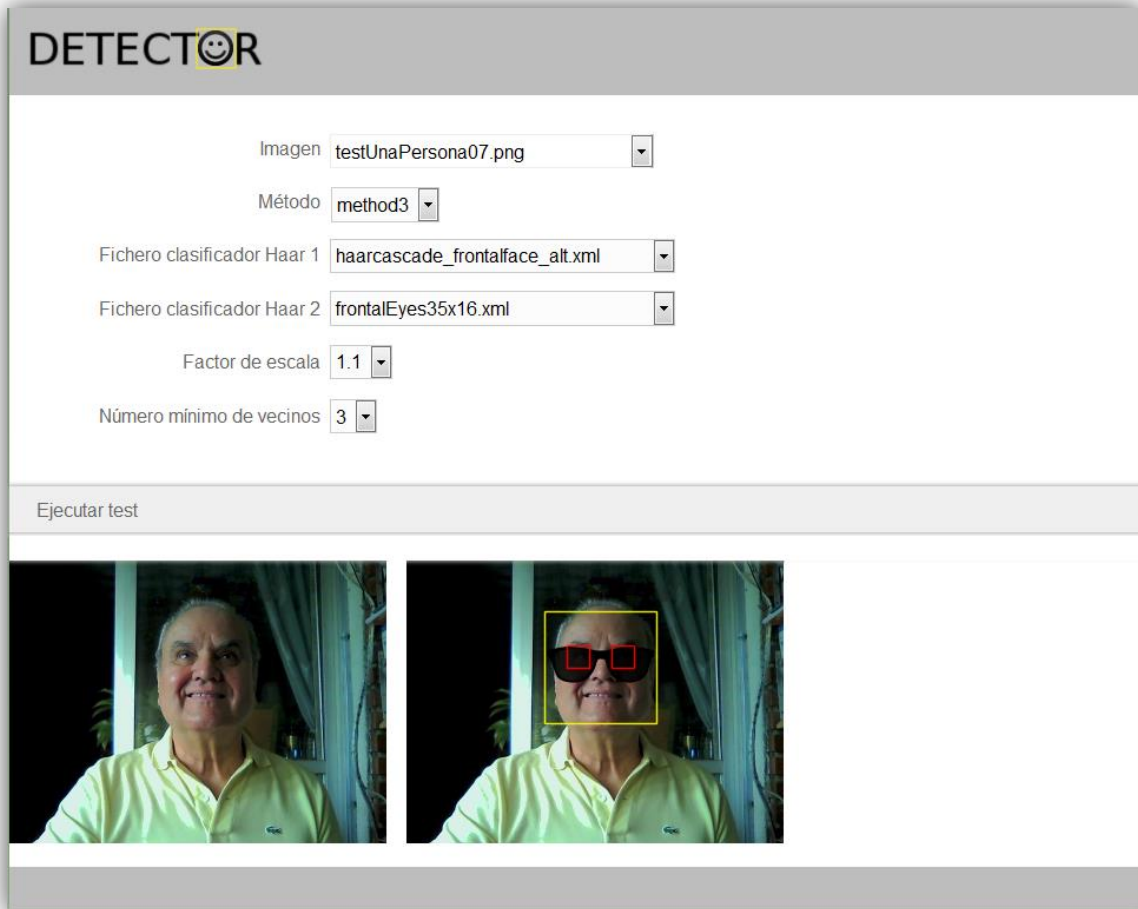 DETECTOR
Imagen testUnaPersona07.png
Método method3
Fichero clasificador Haar 1 haarcascade_frontalface_alt.xml
Fichero clasificador Haar 2 frontalEyes35x16.xml
Factor de escala 1.1
Número mínimo de vecinos 3
Ejecutar test